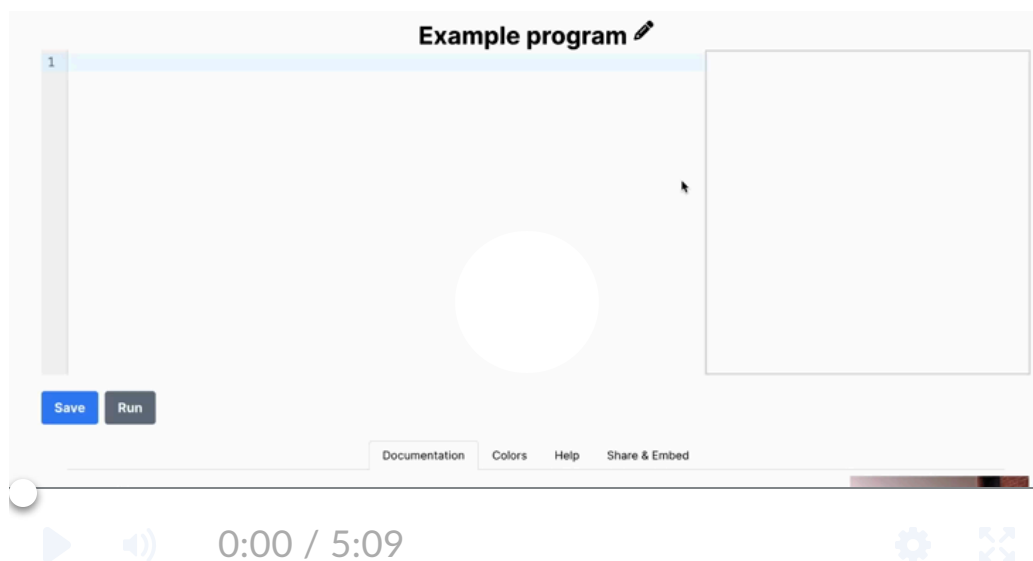 Example program
1
Save Run
Documentation Colors Help Share & Embed
0:00 / 5:09